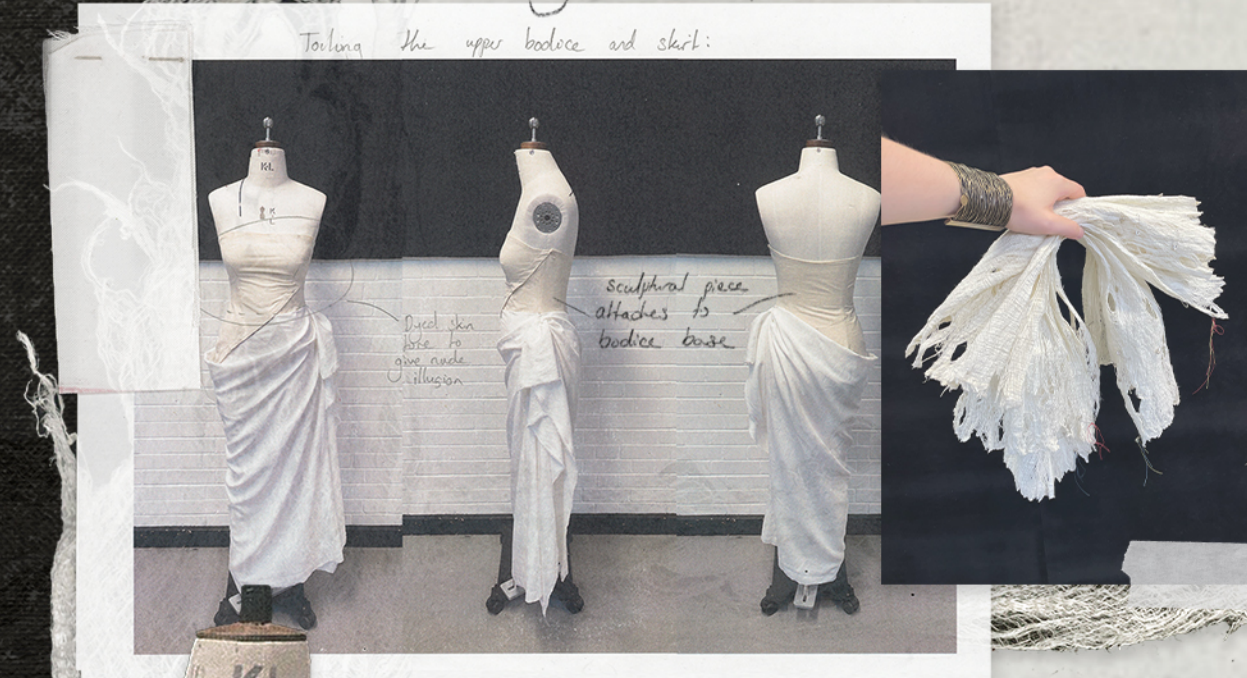 Toiling the upper bodice and skirt:
K&L
K
L
Dyed skin
tone to
give nude
illusion
sculptural piece
attaches to
bodice base